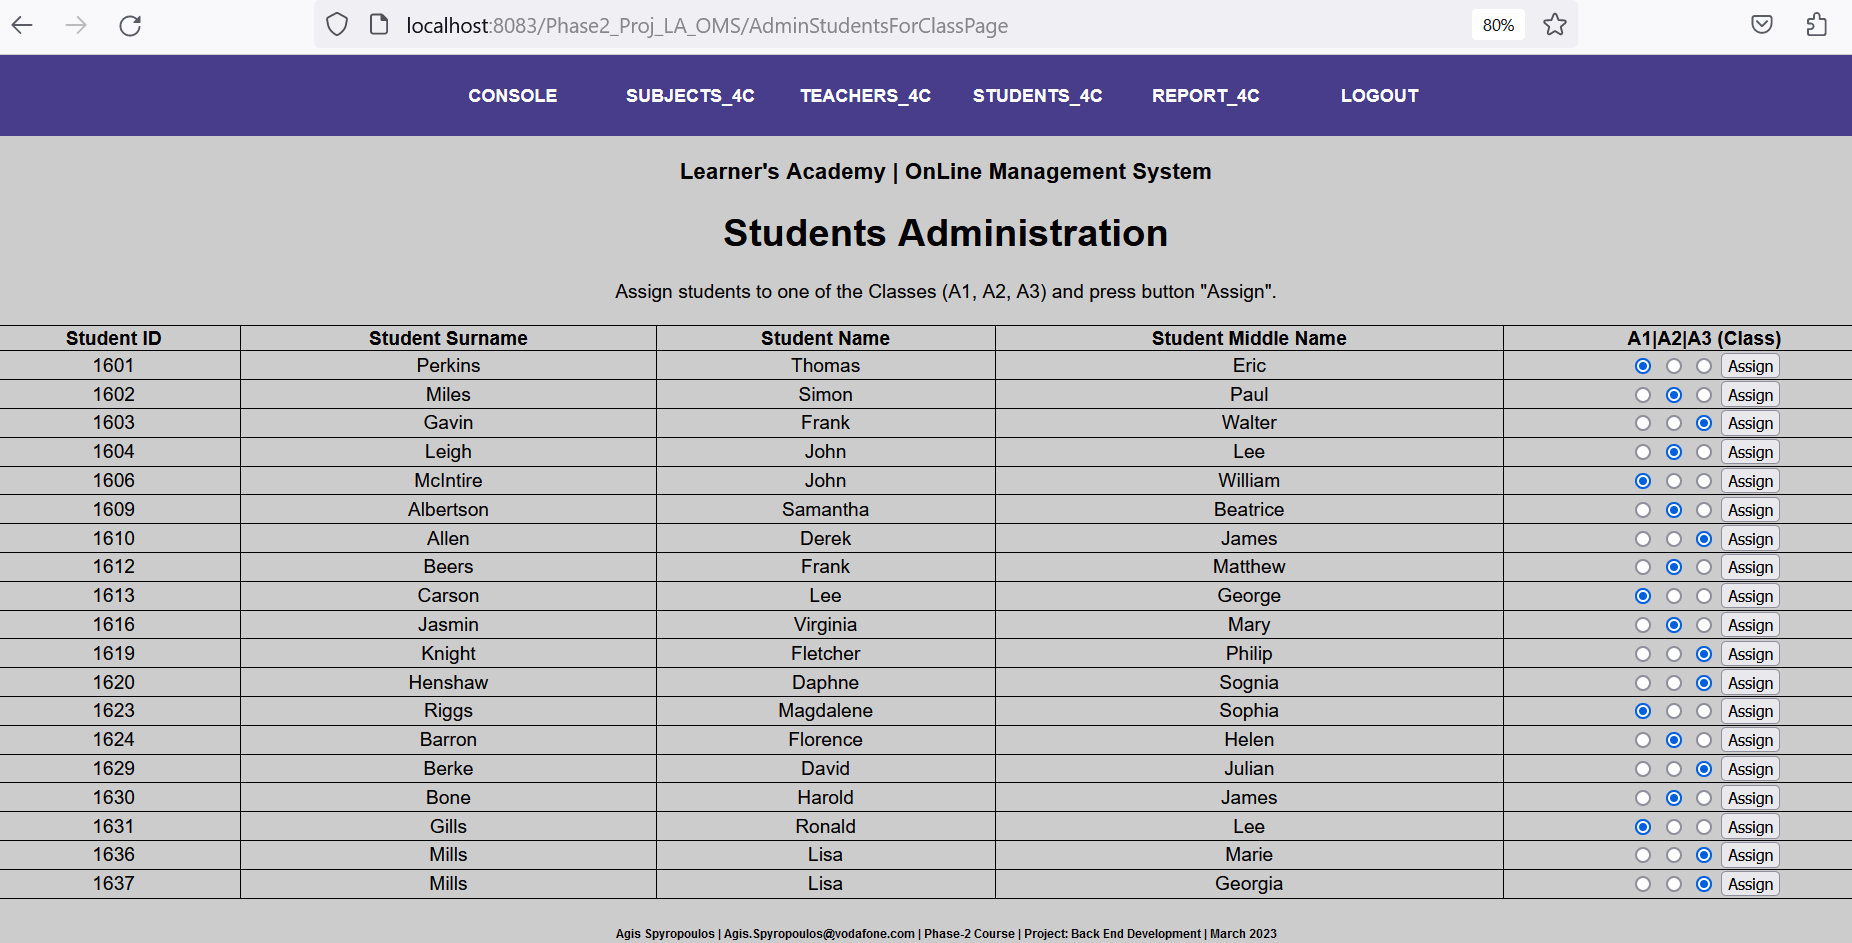 localhost:8083/Phase2_Proj_LA_OMS/AdminStudentsForClassPage 80%
CONSOLE SUBJECTS_4C TEACHERS_4C STUDENTS_4C REPORT_4C LOGOUT
Learner's Academy | OnLine Management System
Students Administration
Assign students to one of the Classes (A1, A2, A3) and press button "Assign".
Student ID Student Surname Student Name Student Middle Name A1|A2|A3 (Class)
1601 Perkins Thomas Eric Assign
1602 Miles Simon Paul Assign
1603 Gavin Frank Walter Assign
1604 Leigh John Lee Assign
1606 McIntire John William Assign
1609 Albertson Samantha Beatrice Assign
1610 Allen Derek James Assign
1612 Beers Frank Matthew Assign
1613 Carson Lee George Assign
1616 Jasmin Virginia Mary Assign
1619 Knight Fletcher Philip Assign
1620 Henshaw Daphne Sognia Assign
1623 Riggs Magdalene Sophia Assign
1624 Barron Florence Helen Assign
1629 Berke David Julian Assign
1630 Bone Harold James Assign
1631 Gills Ronald Lee Assign
1636 Mills Lisa Marie Assign
1637 Mills Lisa Georgia Assign
Agis Spyropoulos | Agis.Spyropoulos@vodafone.com | Phase-2 Course | Project: Back End Development | March 2023